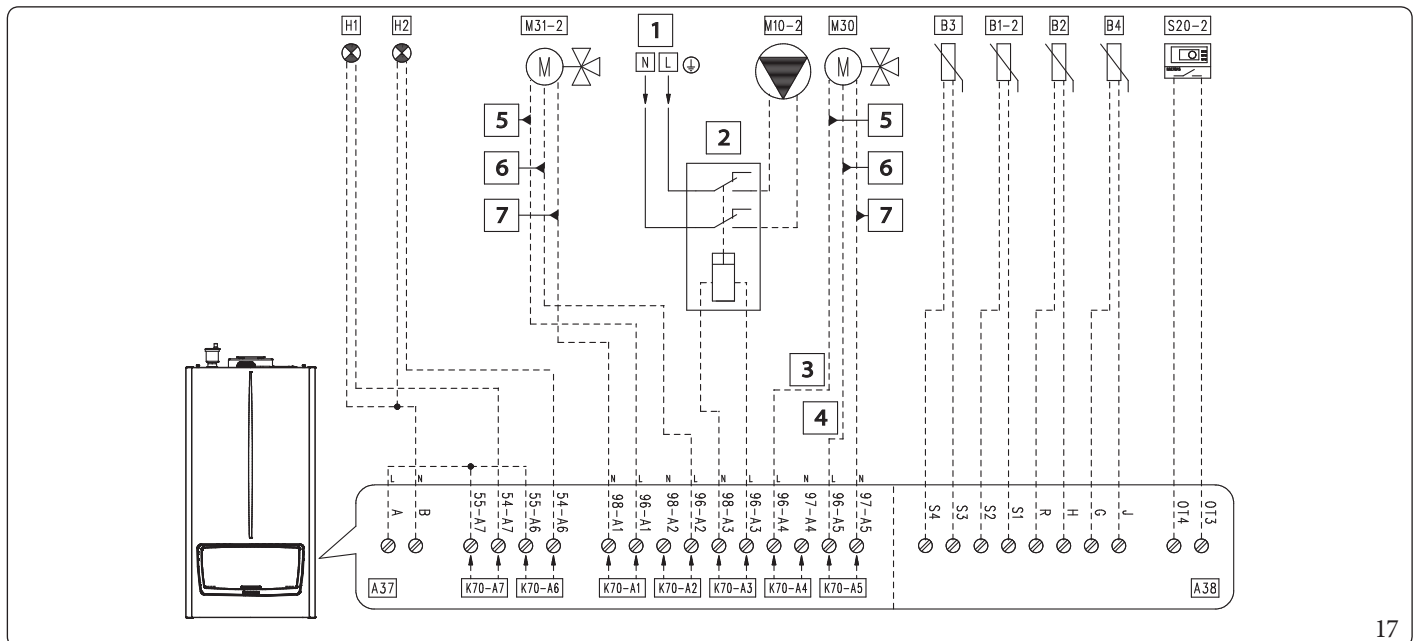 H1 H2 M31-2 1 M10-2 M30 B3 B1-2 B2 B4 S20-2
N L
M M
5 5
2
6 6
7 7
3
4
L N N L N L N L L N L N
A B 55-A7 54-A7 55-A6 54-A6 98-A1 96-A1 98-A2 96-A2 98-A3 96-A3 96-A4 97-A4 96-A5 97-A5 S4 S3 S2 S1 R H G J OT4 OT3
A37 K70-A7 K70-A6 K70-A1 K70-A2 K70-A3 K70-A4 K70-A5 A38
17